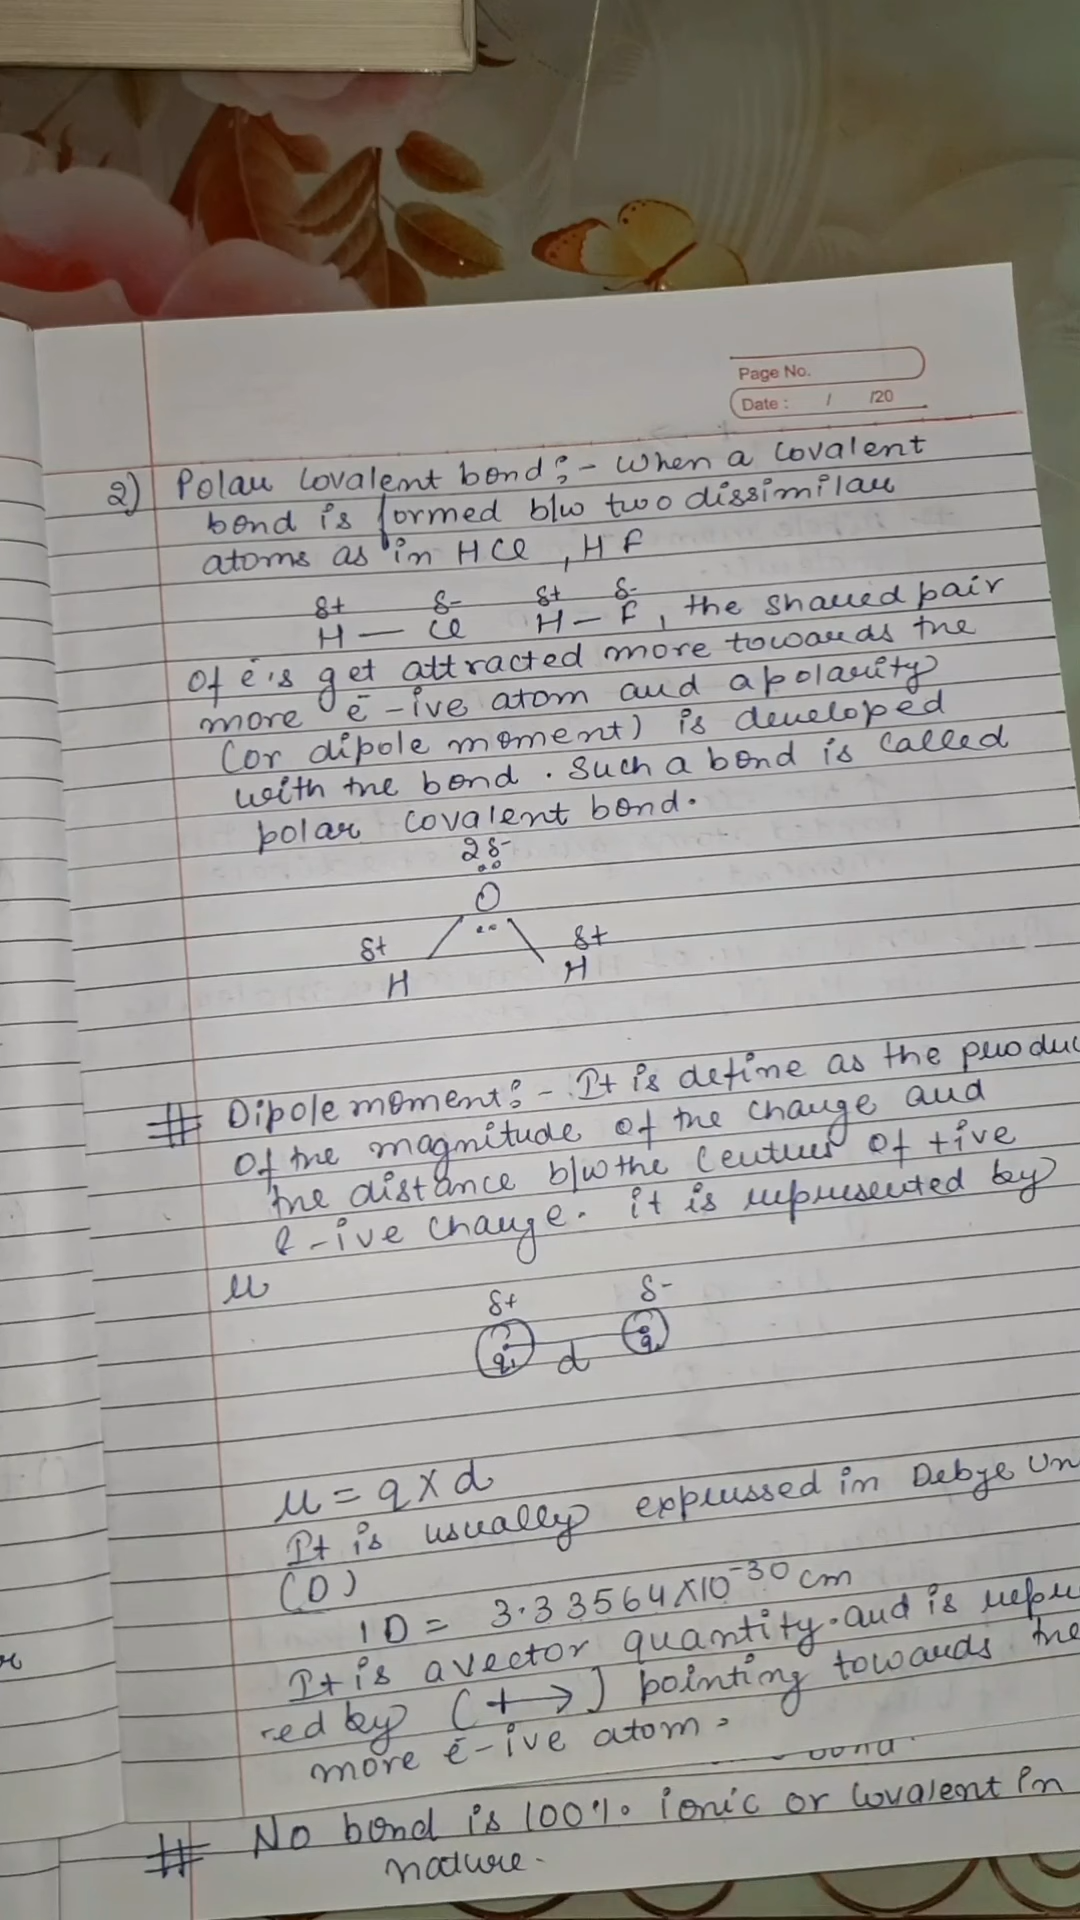 Page No.
Date : / /20
2) Polar Covalent bond :- When a covalent
bond is formed b/w two dissimilar
atoms as in HCl , HF
δ+ δ- δ+ δ-
H — Cl H — F , the shared pair
of e's get attracted more towards the
more e -ive atom and a polarity
(or dipole moment) is developed
with the bond . Such a bond is called
polar covalent bond.
2δ-
O
δ+ δ+
H H
# Dipole moment :- It is define as the produc
of the magnitude of the charge and
the distance b/w the centres of +ive
& -ive charge. it is represented by
μ
δ+ δ-
q d q
μ = q X d
It is usually expressed in Debye Un
(D)
1 D = 3.33564 X 10⁻³⁰ cm
It is a vector quantity. and is repre
red by (+→) pointing towards the
more e -ive atom.
bond.
# No bond is 100% ionic or covalent in
nature.